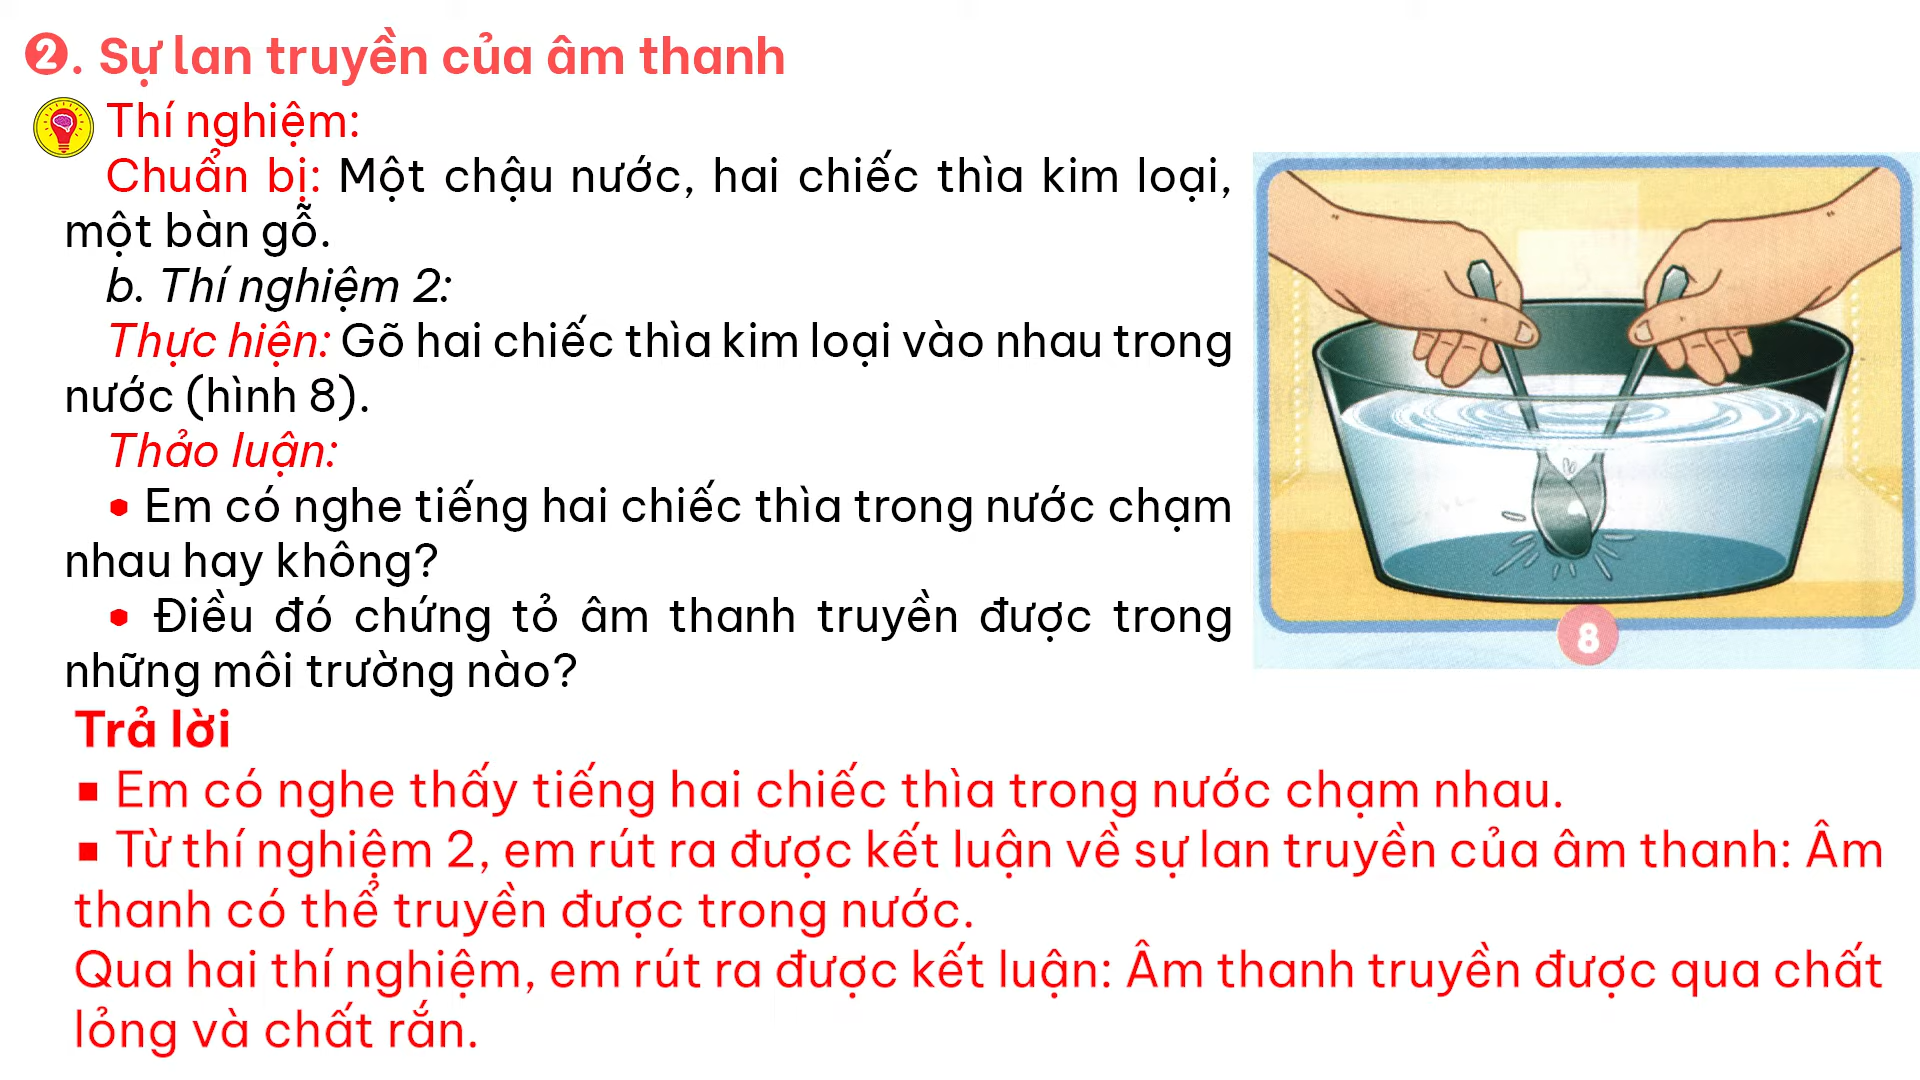 ❷. Sự lan truyền của âm thanh
Thí nghiệm:
Chuẩn bị: Một chậu nước, hai chiếc thìa kim loại,
một bàn gỗ.
b. Thí nghiệm 2:
Thực hiện: Gõ hai chiếc thìa kim loại vào nhau trong
nước (hình 8).
Thảo luận:
• Em có nghe tiếng hai chiếc thìa trong nước chạm
nhau hay không?
• Điều đó chứng tỏ âm thanh truyền được trong
những môi trường nào?
8
Trả lời
▪ Em có nghe thấy tiếng hai chiếc thìa trong nước chạm nhau.
▪ Từ thí nghiệm 2, em rút ra được kết luận về sự lan truyền của âm thanh: Âm
thanh có thể truyền được trong nước.
Qua hai thí nghiệm, em rút ra được kết luận: Âm thanh truyền được qua chất
lỏng và chất rắn.